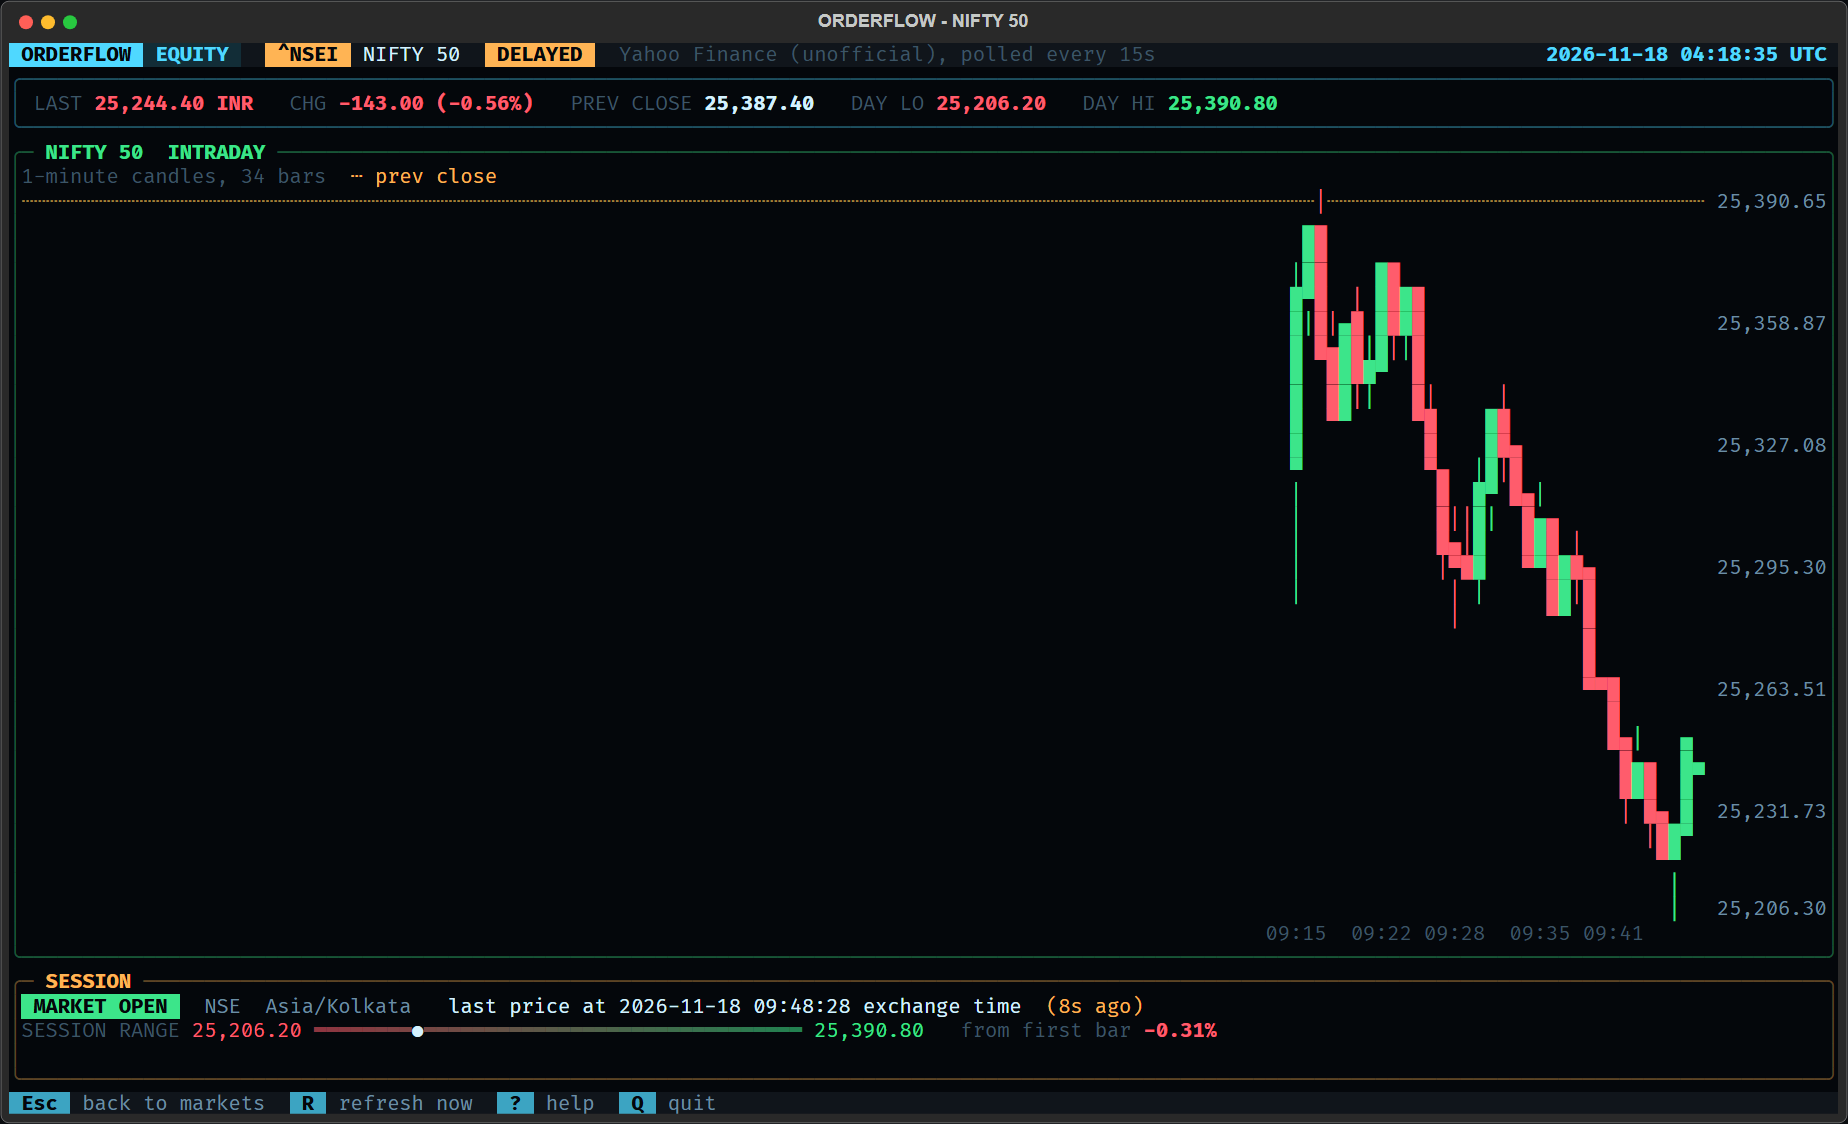 ORDERFLOW - NIFTY 50
ORDERFLOW EQUITY ^NSEI NIFTY 50 DELAYED Yahoo Finance (unofficial), polled every 15s 2026-11-18 04:18:35 UTC
LAST 25,244.40 INR CHG -143.00 (-0.56%) PREV CLOSE 25,387.40 DAY LO 25,206.20 DAY HI 25,390.80
NIFTY 50 INTRADAY
1-minute candles, 34 bars ┄ prev close
25,390.65
25,358.87
25,327.08
25,295.30
25,263.51
25,231.73
25,206.30
09:15 09:22 09:28 09:35 09:41
SESSION
MARKET OPEN NSE Asia/Kolkata last price at 2026-11-18 09:48:28 exchange time (8s ago)
SESSION RANGE 25,206.20 25,390.80 from first bar -0.31%
Esc back to markets R refresh now ? help Q quit